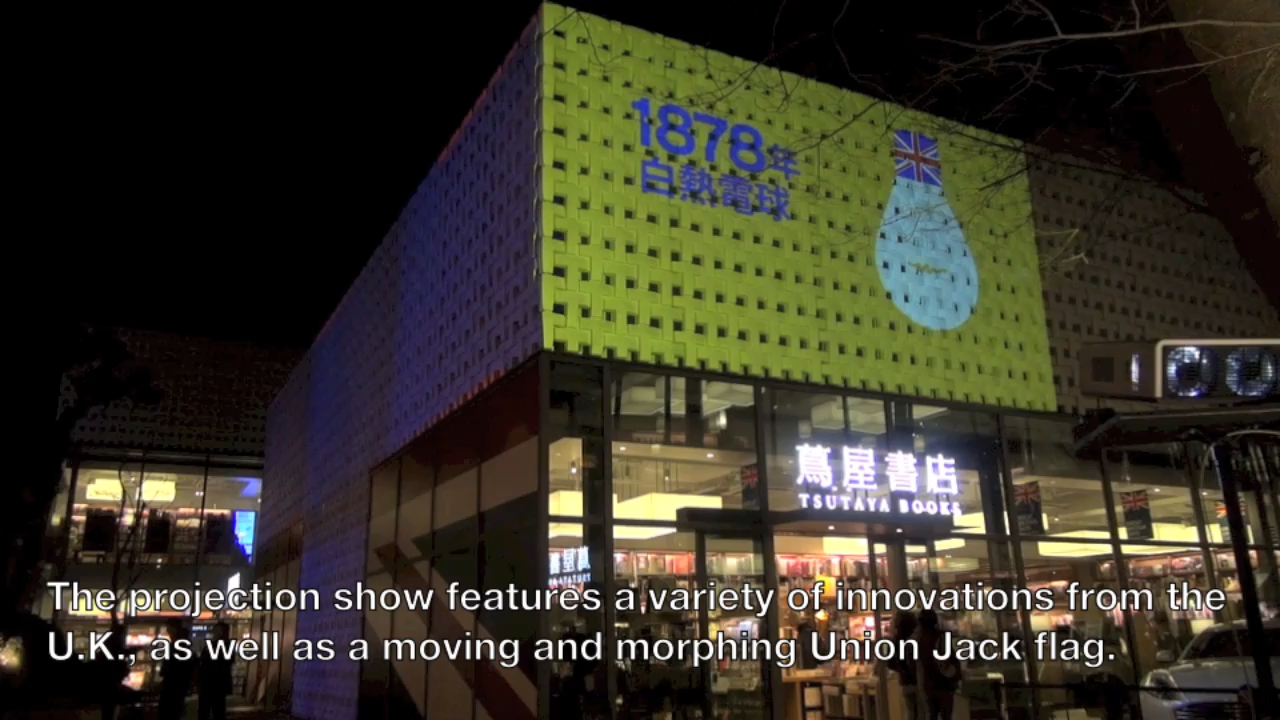 1878年
白熱電球
蔦屋書店
TSUTAYA BOOKS
The projection show features a variety of innovations from the
U.K., as well as a moving and morphing Union Jack flag.